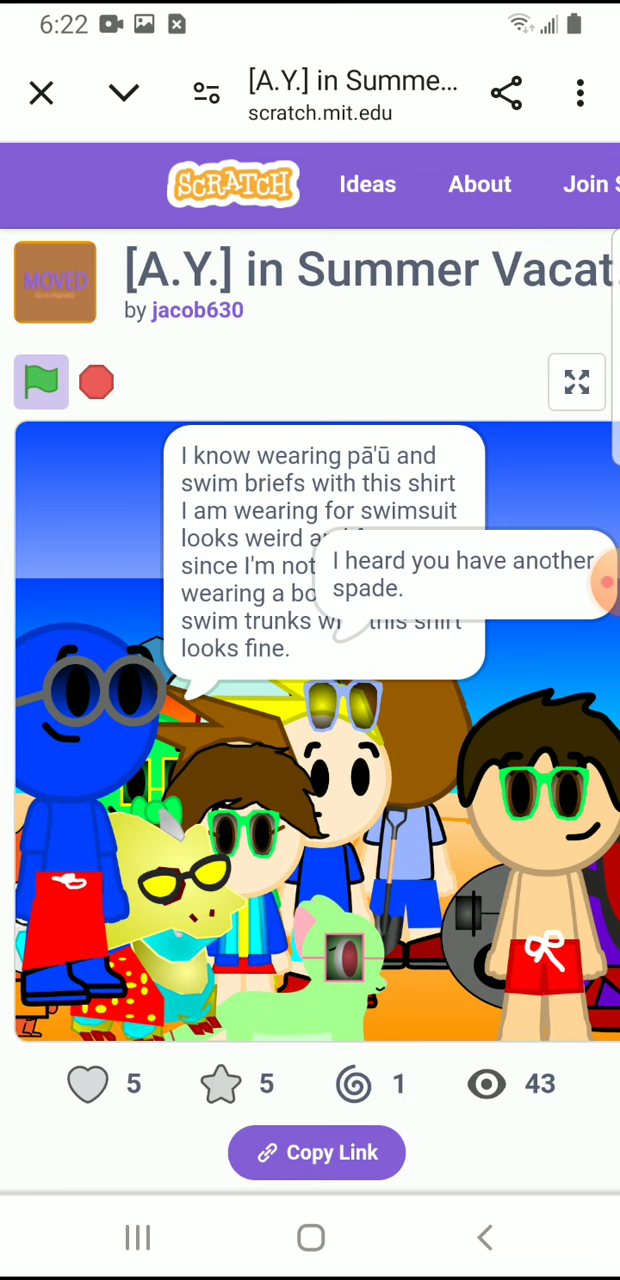 6:22
[A.Y.] in Summe...
scratch.mit.edu
SCRATCH
Ideas
About
Join
MOVED
[A.Y.] in Summer Vacat
by jacob630
I know wearing pā'ū and
swim briefs with this shirt
I am wearing for swimsuit
looks weird
since I'm not
wearing a
swim trunks this shirt
looks fine.
I heard you have another
spade.
5
5
1
43
Copy Link